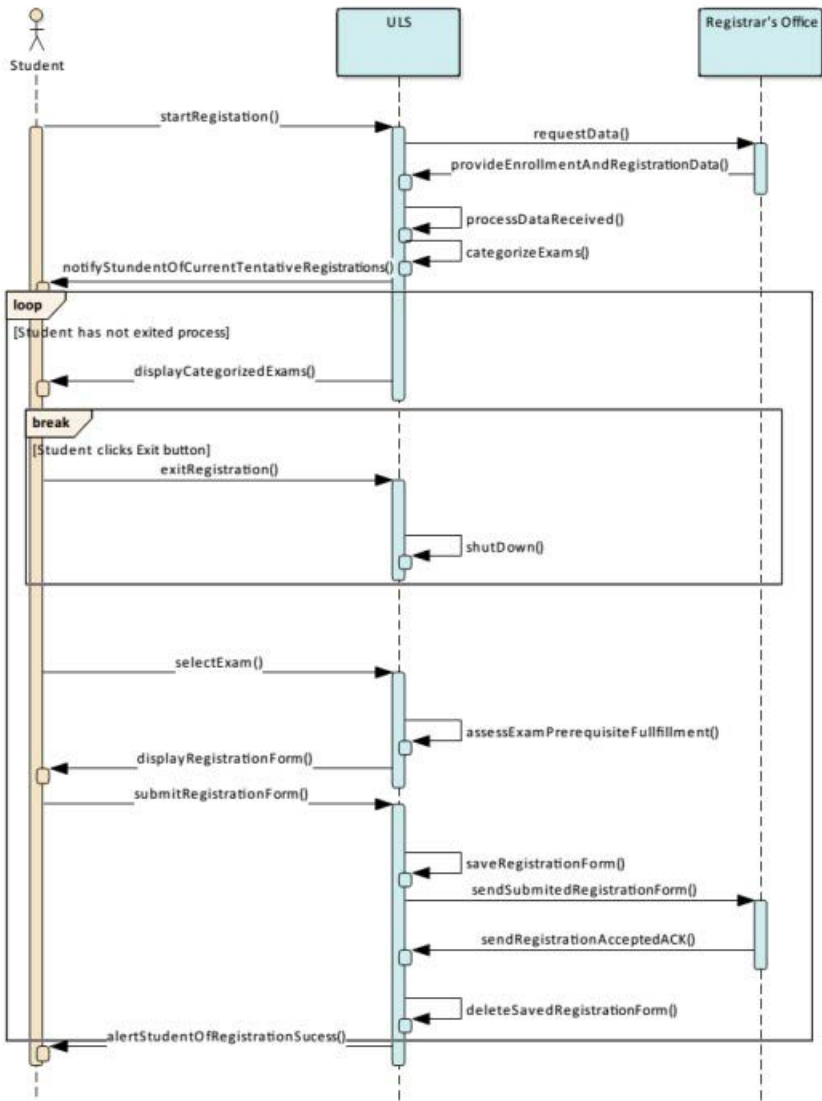 ULS
Registrar's Office
Student
startRegistation()
requestData()
provideEnrollmentAndRegistrationData()
processDataReceived()
categorizeExams()
notifyStundentOfCurrentTentativeRegistrations()
loop
[Student has not exited process]
displayCategorizedExams()
break
[Student clicks Exit button]
exitRegistration()
shutDown()
selectExam()
assessExamPrerequisiteFullfillment()
displayRegistrationForm()
submitRegistrationForm()
saveRegistrationForm()
sendSubmitedRegistrationForm()
sendRegistrationAcceptedACK()
deleteSavedRegistrationForm()
alertStudentOfRegistrationSucess()